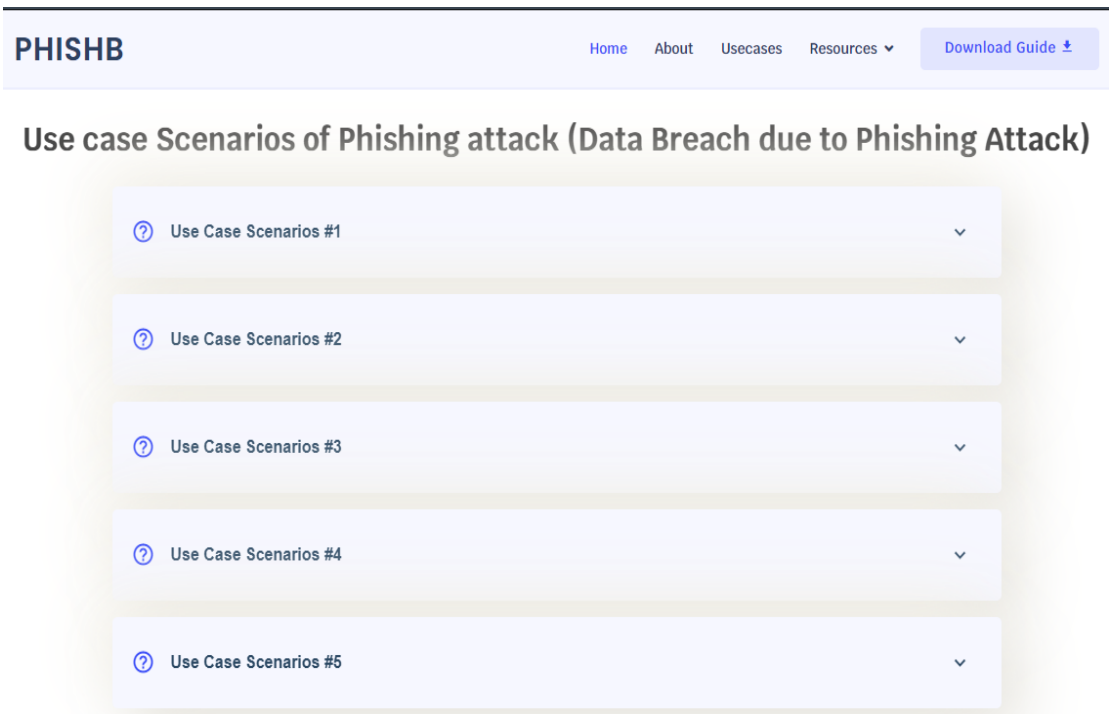 PHISHB
Home About Usecases Resources Download Guide
Use case Scenarios of Phishing attack (Data Breach due to Phishing Attack)
Use Case Scenarios #1
Use Case Scenarios #2
Use Case Scenarios #3
Use Case Scenarios #4
Use Case Scenarios #5